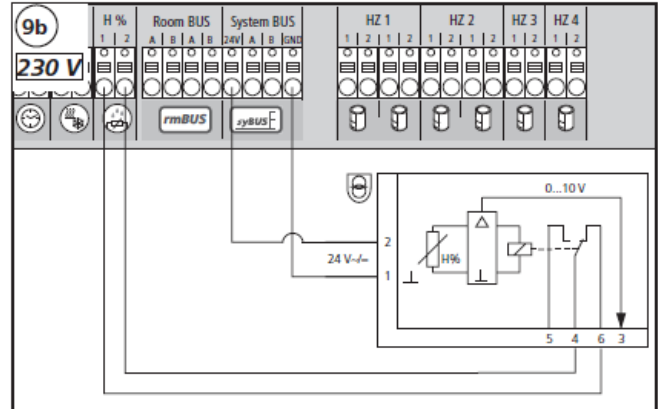 9b
230 V
H % Room BUS System BUS HZ 1 HZ 2 HZ 3 HZ 4
1 2 A B A B 24V A B GND 1 2 1 2 1 2 1 2 1 2 1 2
rmBUS syBUS
0...10 V
2
24 V~/=
H%
1
5 4 6 3